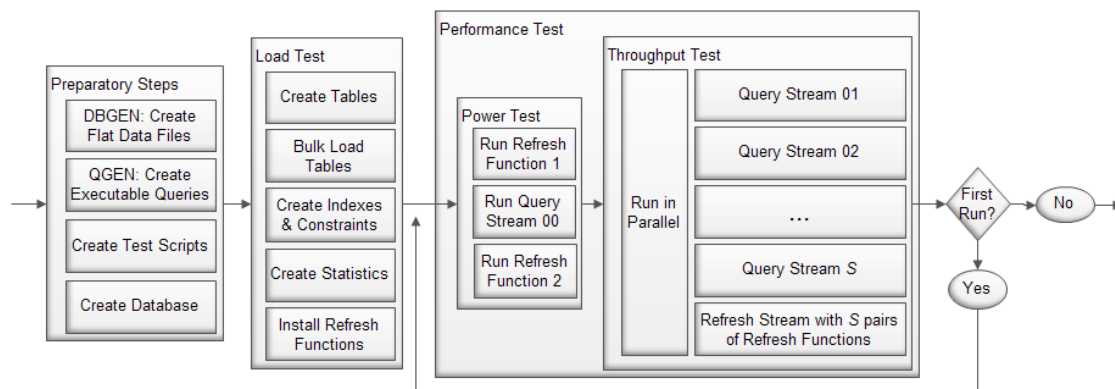 Preparatory Steps
DBGEN: Create
Flat Data Files
QGEN: Create
Executable Queries
Create Test Scripts
Create Database
Load Test
Create Tables
Bulk Load
Tables
Create Indexes
& Constraints
Create Statistics
Install Refresh
Functions
Performance Test
Power Test
Run Refresh
Function 1
Run Query
Stream 00
Run Refresh
Function 2
Throughput Test
Run in
Parallel
Query Stream 01
Query Stream 02
...
Query Stream S
Refresh Stream with S pairs
of Refresh Functions
First
Run?
No
Yes